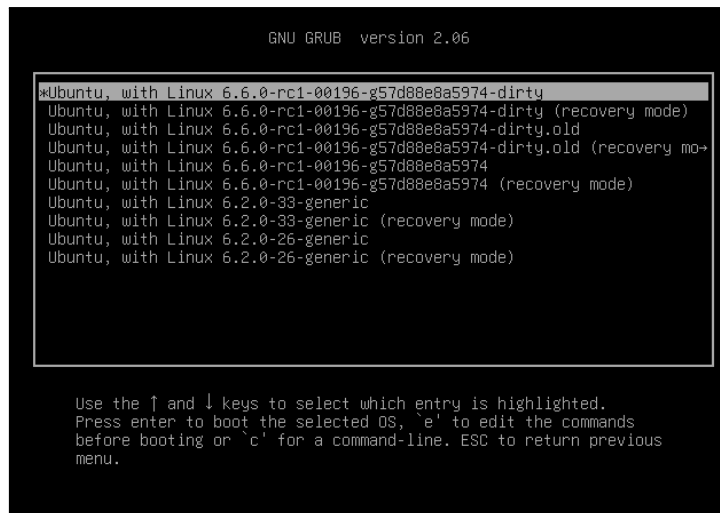 GNU GRUB  version 2.06
*Ubuntu, with Linux 6.6.0-rc1-00196-g57d88e8a5974-dirty
Ubuntu, with Linux 6.6.0-rc1-00196-g57d88e8a5974-dirty (recovery mode)
Ubuntu, with Linux 6.6.0-rc1-00196-g57d88e8a5974-dirty.old
Ubuntu, with Linux 6.6.0-rc1-00196-g57d88e8a5974-dirty.old (recovery mo→
Ubuntu, with Linux 6.6.0-rc1-00196-g57d88e8a5974
Ubuntu, with Linux 6.6.0-rc1-00196-g57d88e8a5974 (recovery mode)
Ubuntu, with Linux 6.2.0-33-generic
Ubuntu, with Linux 6.2.0-33-generic (recovery mode)
Ubuntu, with Linux 6.2.0-26-generic
Ubuntu, with Linux 6.2.0-26-generic (recovery mode)
Use the ↑ and ↓ keys to select which entry is highlighted.
Press enter to boot the selected OS, `e' to edit the commands
before booting or `c' for a command-line. ESC to return previous
menu.